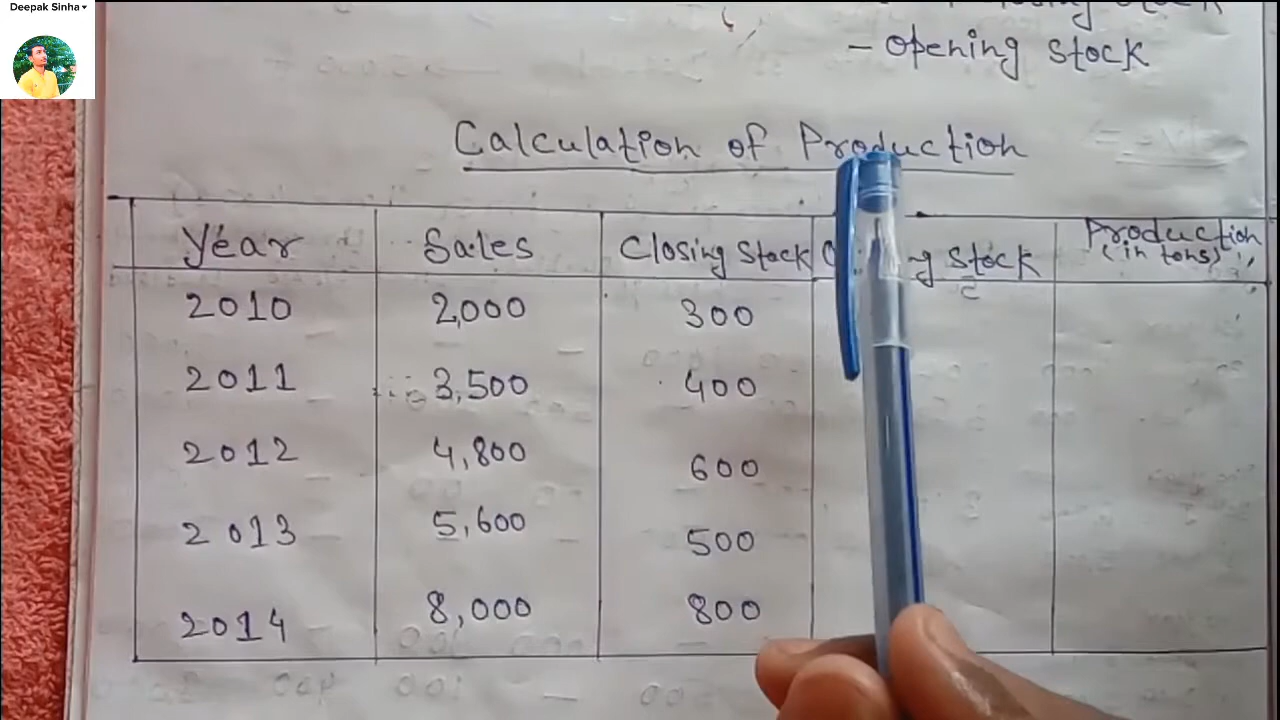 Deepak Sinha
- opening stock
Calculation of Production
Year Sales Closing Stock stock Production (in tons)
2010 2,000 300
2011 3,500 400
2012 4,800 600
2013 5,600 500
2014 8,000 800